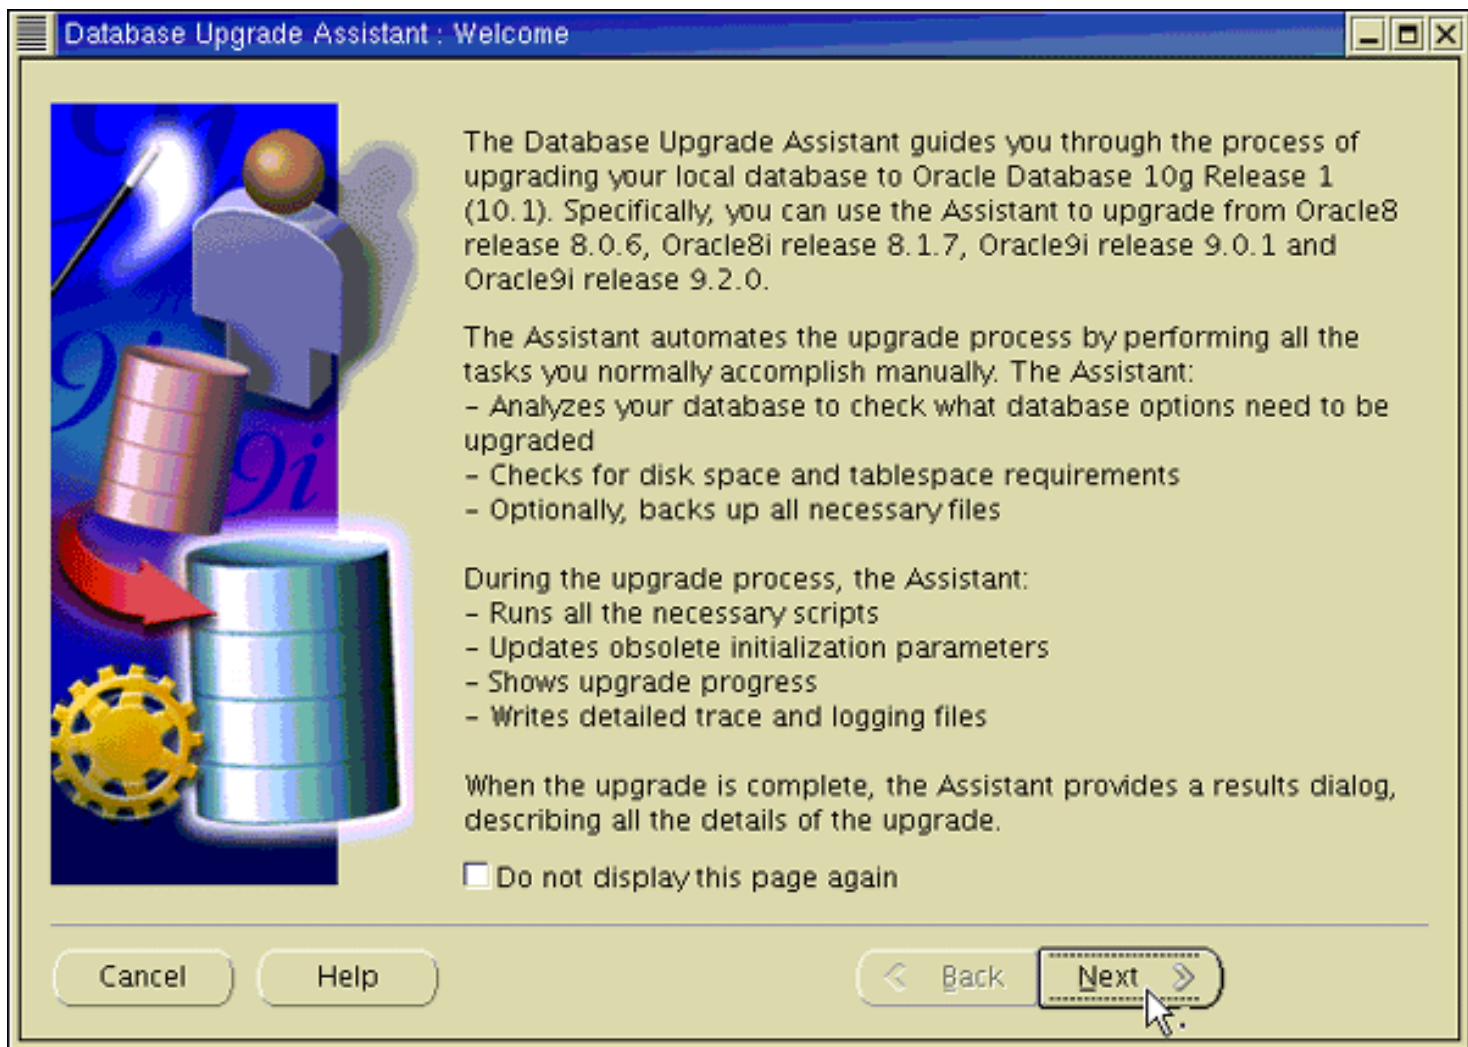 Database Upgrade Assistant : Welcome
The Database Upgrade Assistant guides you through the process of
upgrading your local database to Oracle Database 10g Release 1
(10.1). Specifically, you can use the Assistant to upgrade from Oracle8
release 8.0.6, Oracle8i release 8.1.7, Oracle9i release 9.0.1 and
Oracle9i release 9.2.0.
The Assistant automates the upgrade process by performing all the
tasks you normally accomplish manually. The Assistant:
– Analyzes your database to check what database options need to be
upgraded
– Checks for disk space and tablespace requirements
– Optionally, backs up all necessary files
During the upgrade process, the Assistant:
– Runs all the necessary scripts
– Updates obsolete initialization parameters
– Shows upgrade progress
– Writes detailed trace and logging files
When the upgrade is complete, the Assistant provides a results dialog,
describing all the details of the upgrade.
Do not display this page again
9i
Cancel Help Back Next